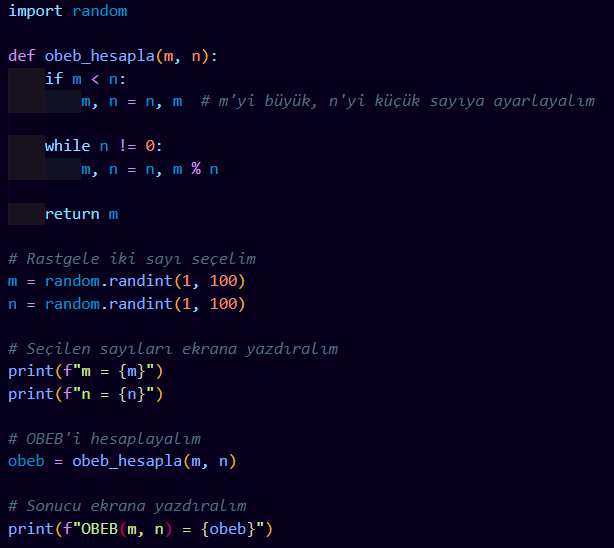 import random
def obeb_hesapla(m, n):
if m < n:
m, n = n, m  # m'yi büyük, n'yi küçük sayıya ayarlayalım
while n != 0:
m, n = n, m % n
return m
# Rastgele iki sayı seçelim
m = random.randint(1, 100)
n = random.randint(1, 100)
# Seçilen sayıları ekrana yazdıralım
print(f"m = {m}")
print(f"n = {n}")
# OBEB'i hesaplayalım
obeb = obeb_hesapla(m, n)
# Sonucu ekrana yazdıralım
print(f"OBEB(m, n) = {obeb}")